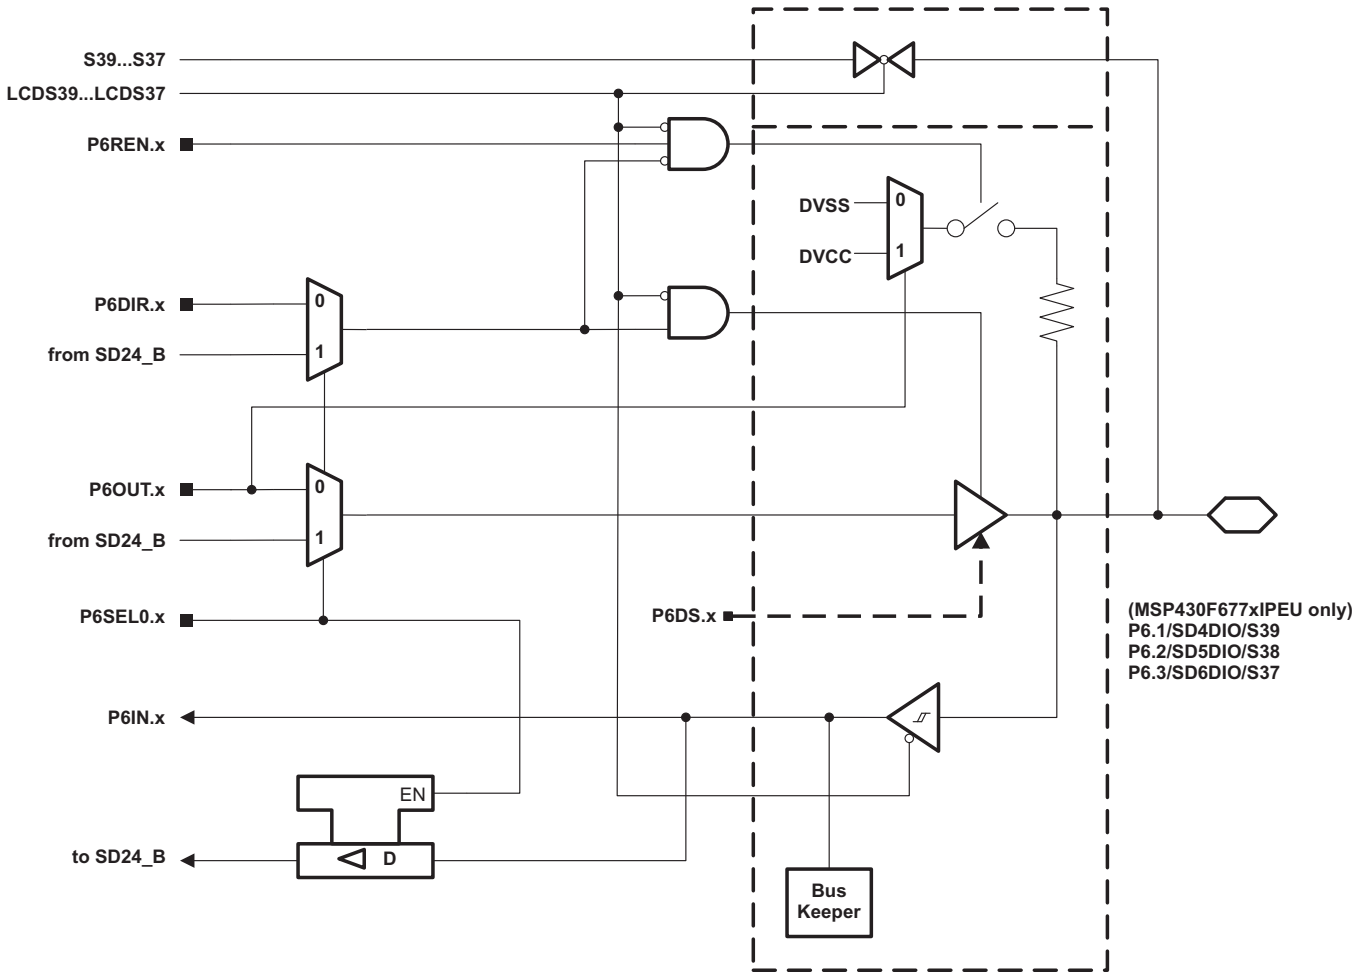 S39...S37
LCDS39...LCDS37
P6REN.x
DVSS
0
DVCC
1
P6DIR.x
0
from SD24_B
1
P6OUT.x
0
from SD24_B
1
P6SEL0.x
P6DS.x
(MSP430F677xIPEU only)
P6.1/SD4DIO/S39
P6.2/SD5DIO/S38
P6.3/SD6DIO/S37
P6IN.x
EN
to SD24_B
D
Bus
Keeper